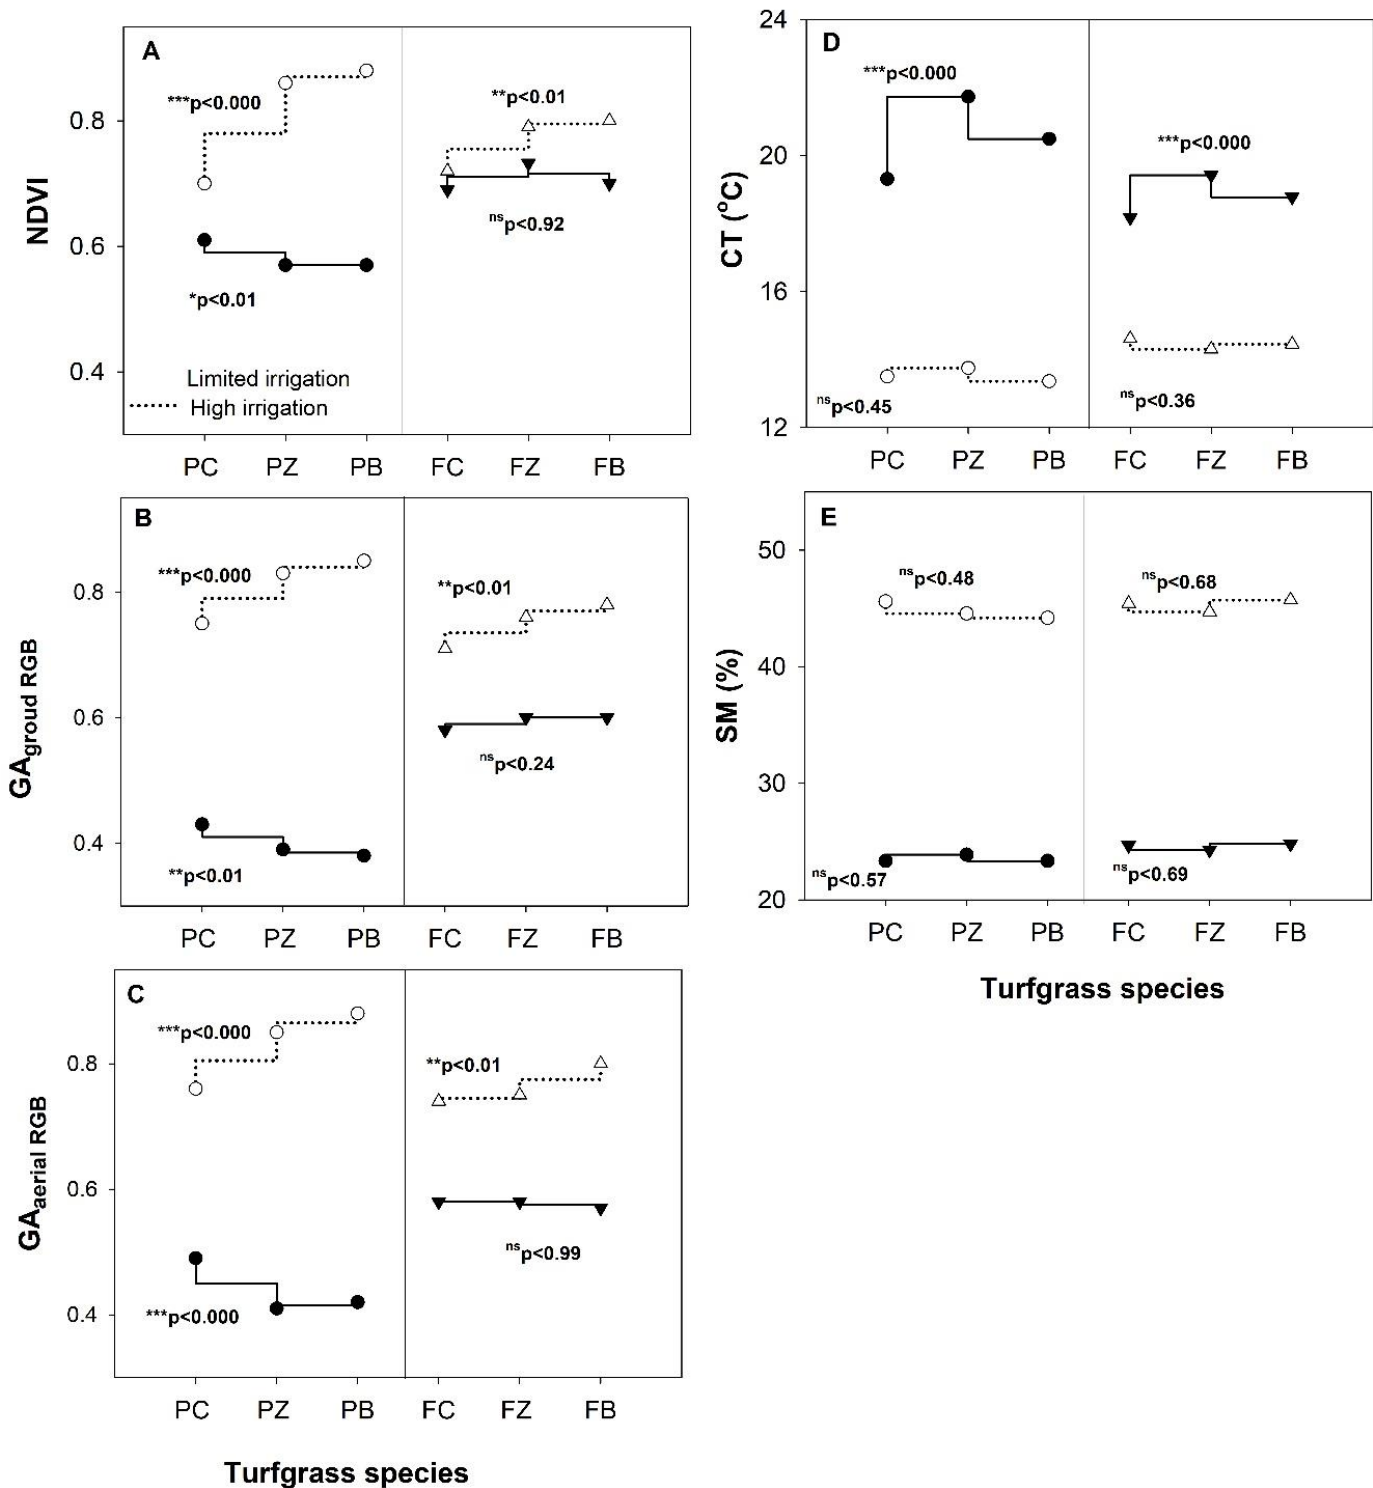 A
***p<0.000
**p<0.01
0.8
NDVI
nsp<0.92
0.6
*p<0.01
0.4
Limited irrigation
High irrigation
PC PZ PB FC FZ FB
B
***p<0.000
**p<0.01
0.8
GAgroud RGB
0.6
nsp<0.24
0.4
**p<0.01
PC PZ PB FC FZ FB
C
***p<0.000
**p<0.01
0.8
GAaerial RGB
0.6
nsp<0.99
0.4
***p<0.000
PC PZ PB FC FZ FB
Turfgrass species
24
D
***p<0.000
***p<0.000
20
CT (oC)
16
nsp<0.45
nsp<0.36
12
PC PZ PB FC FZ FB
E
50
nsp<0.48
nsp<0.68
40
SM (%)
30
nsp<0.57
nsp<0.69
20
PC PZ PB FC FZ FB
Turfgrass species